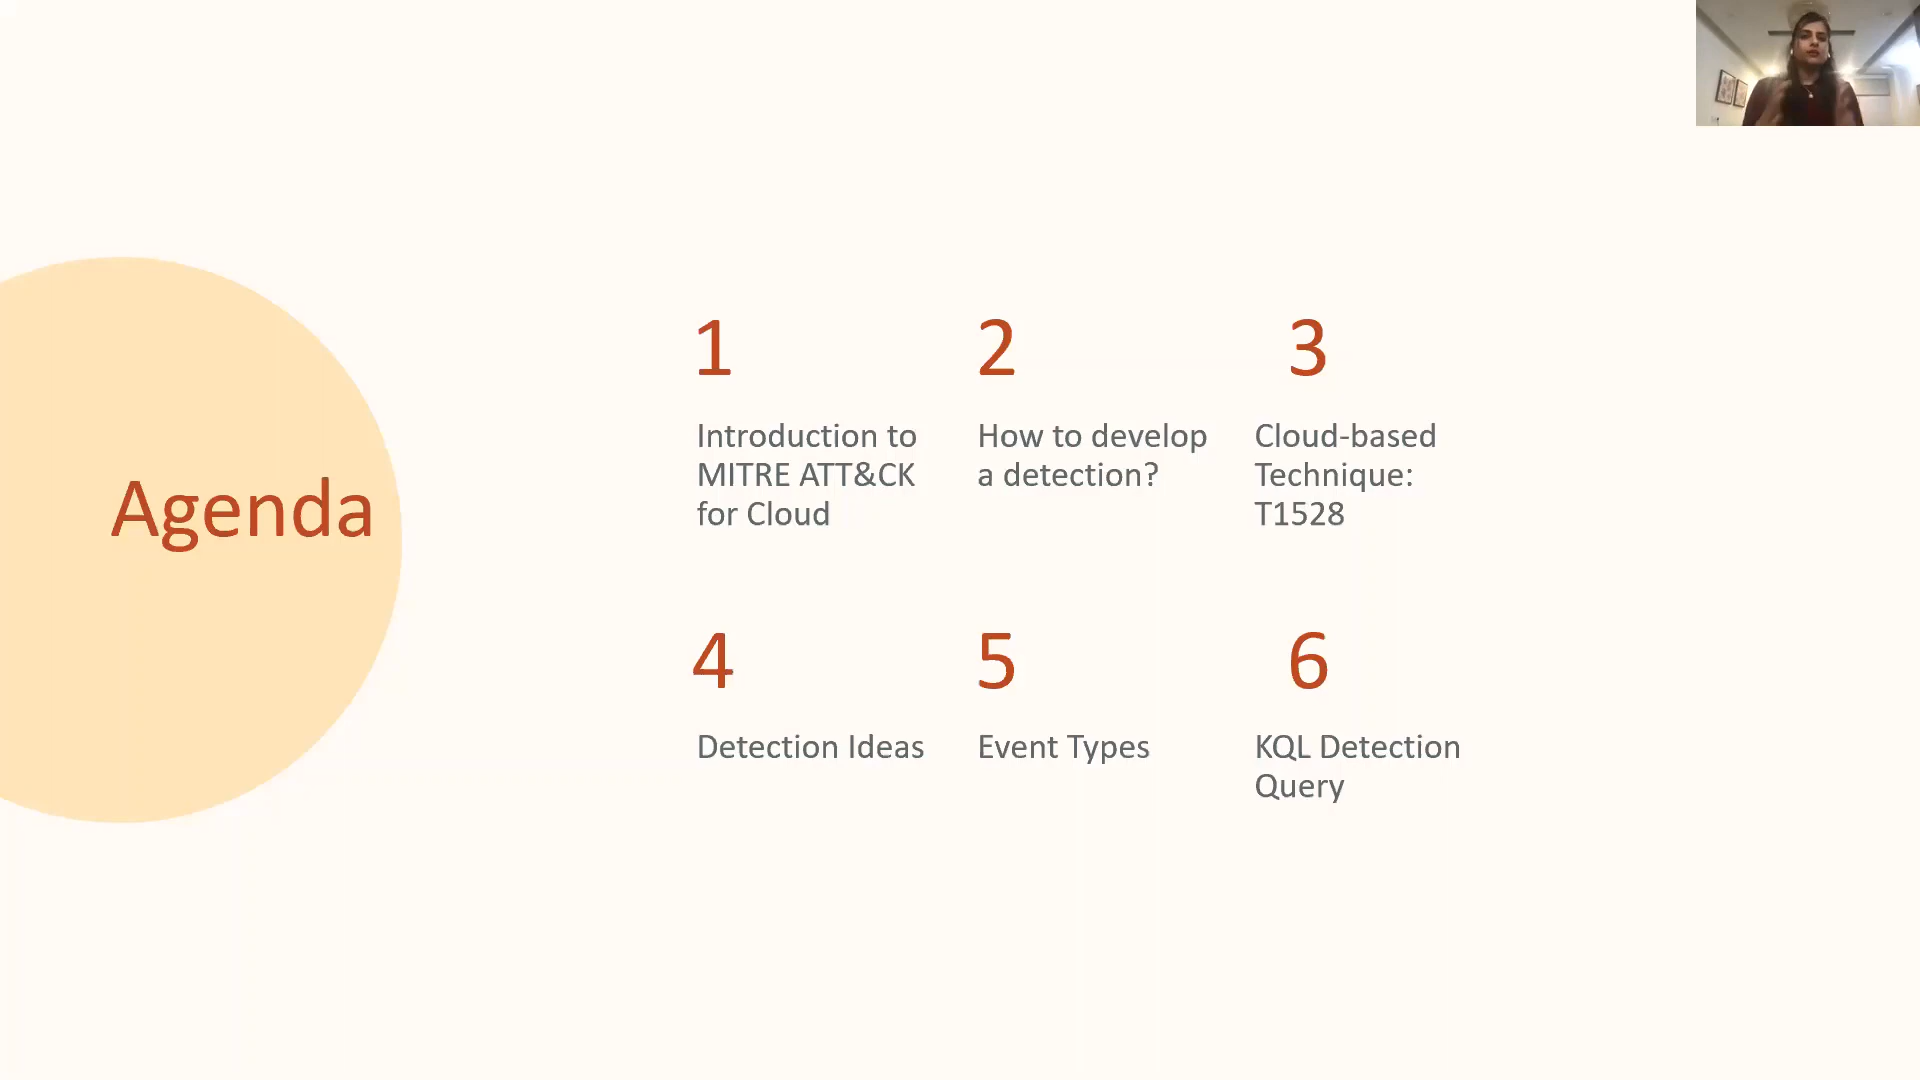 Agenda
1
Introduction to
MITRE ATT&CK
for Cloud
2
How to develop
a detection?
3
Cloud-based
Technique:
T1528
4
Detection Ideas
5
Event Types
6
KQL Detection
Query